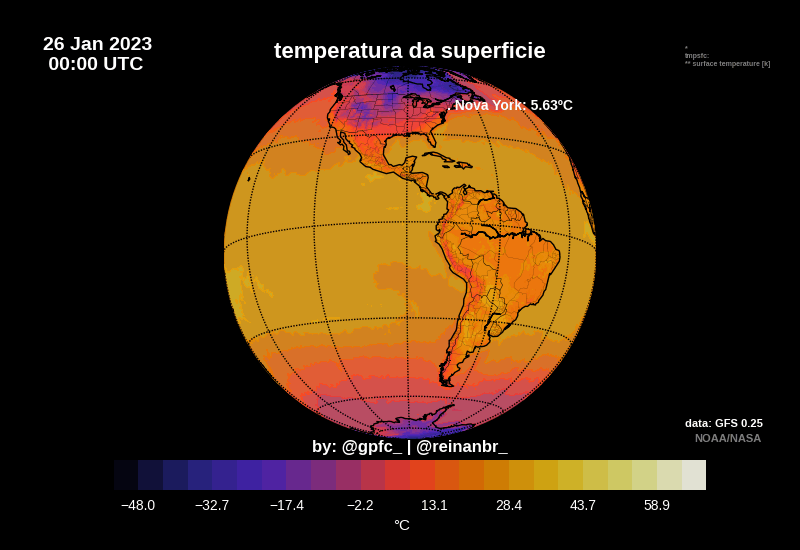 26 Jan 2023
00:00 UTC
temperatura da superficie
*
tmpsfc:
** surface temperature [k]
. Nova York: 5.63ºC
data: GFS 0.25
NOAA/NASA
by: @gpfc_ | @reinanbr_
−48.0 −32.7 −17.4 −2.2 13.1 28.4 43.7 58.9
°C